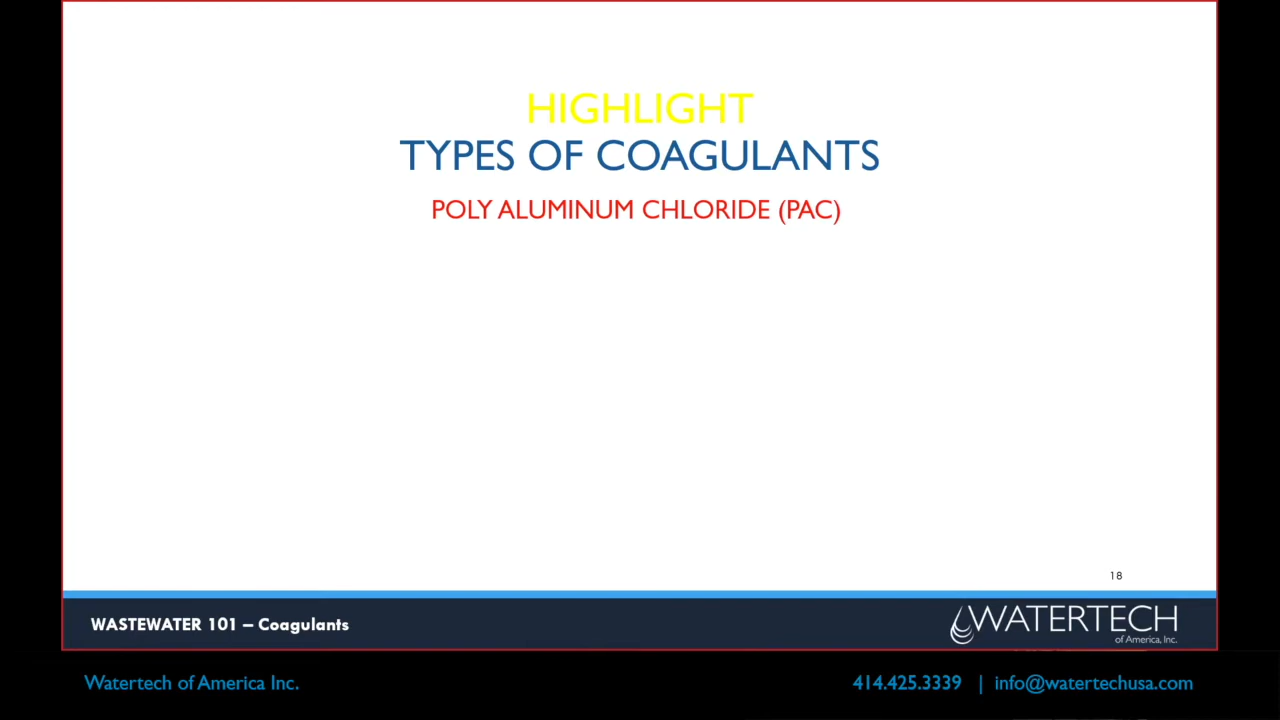 HIGHLIGHT
TYPES OF COAGULANTS
POLY ALUMINUM CHLORIDE (PAC)
18
WASTEWATER 101 – Coagulants
WATERTECH
of America, Inc.
Watertech of America Inc.
414.425.3339 | info@watertechusa.com